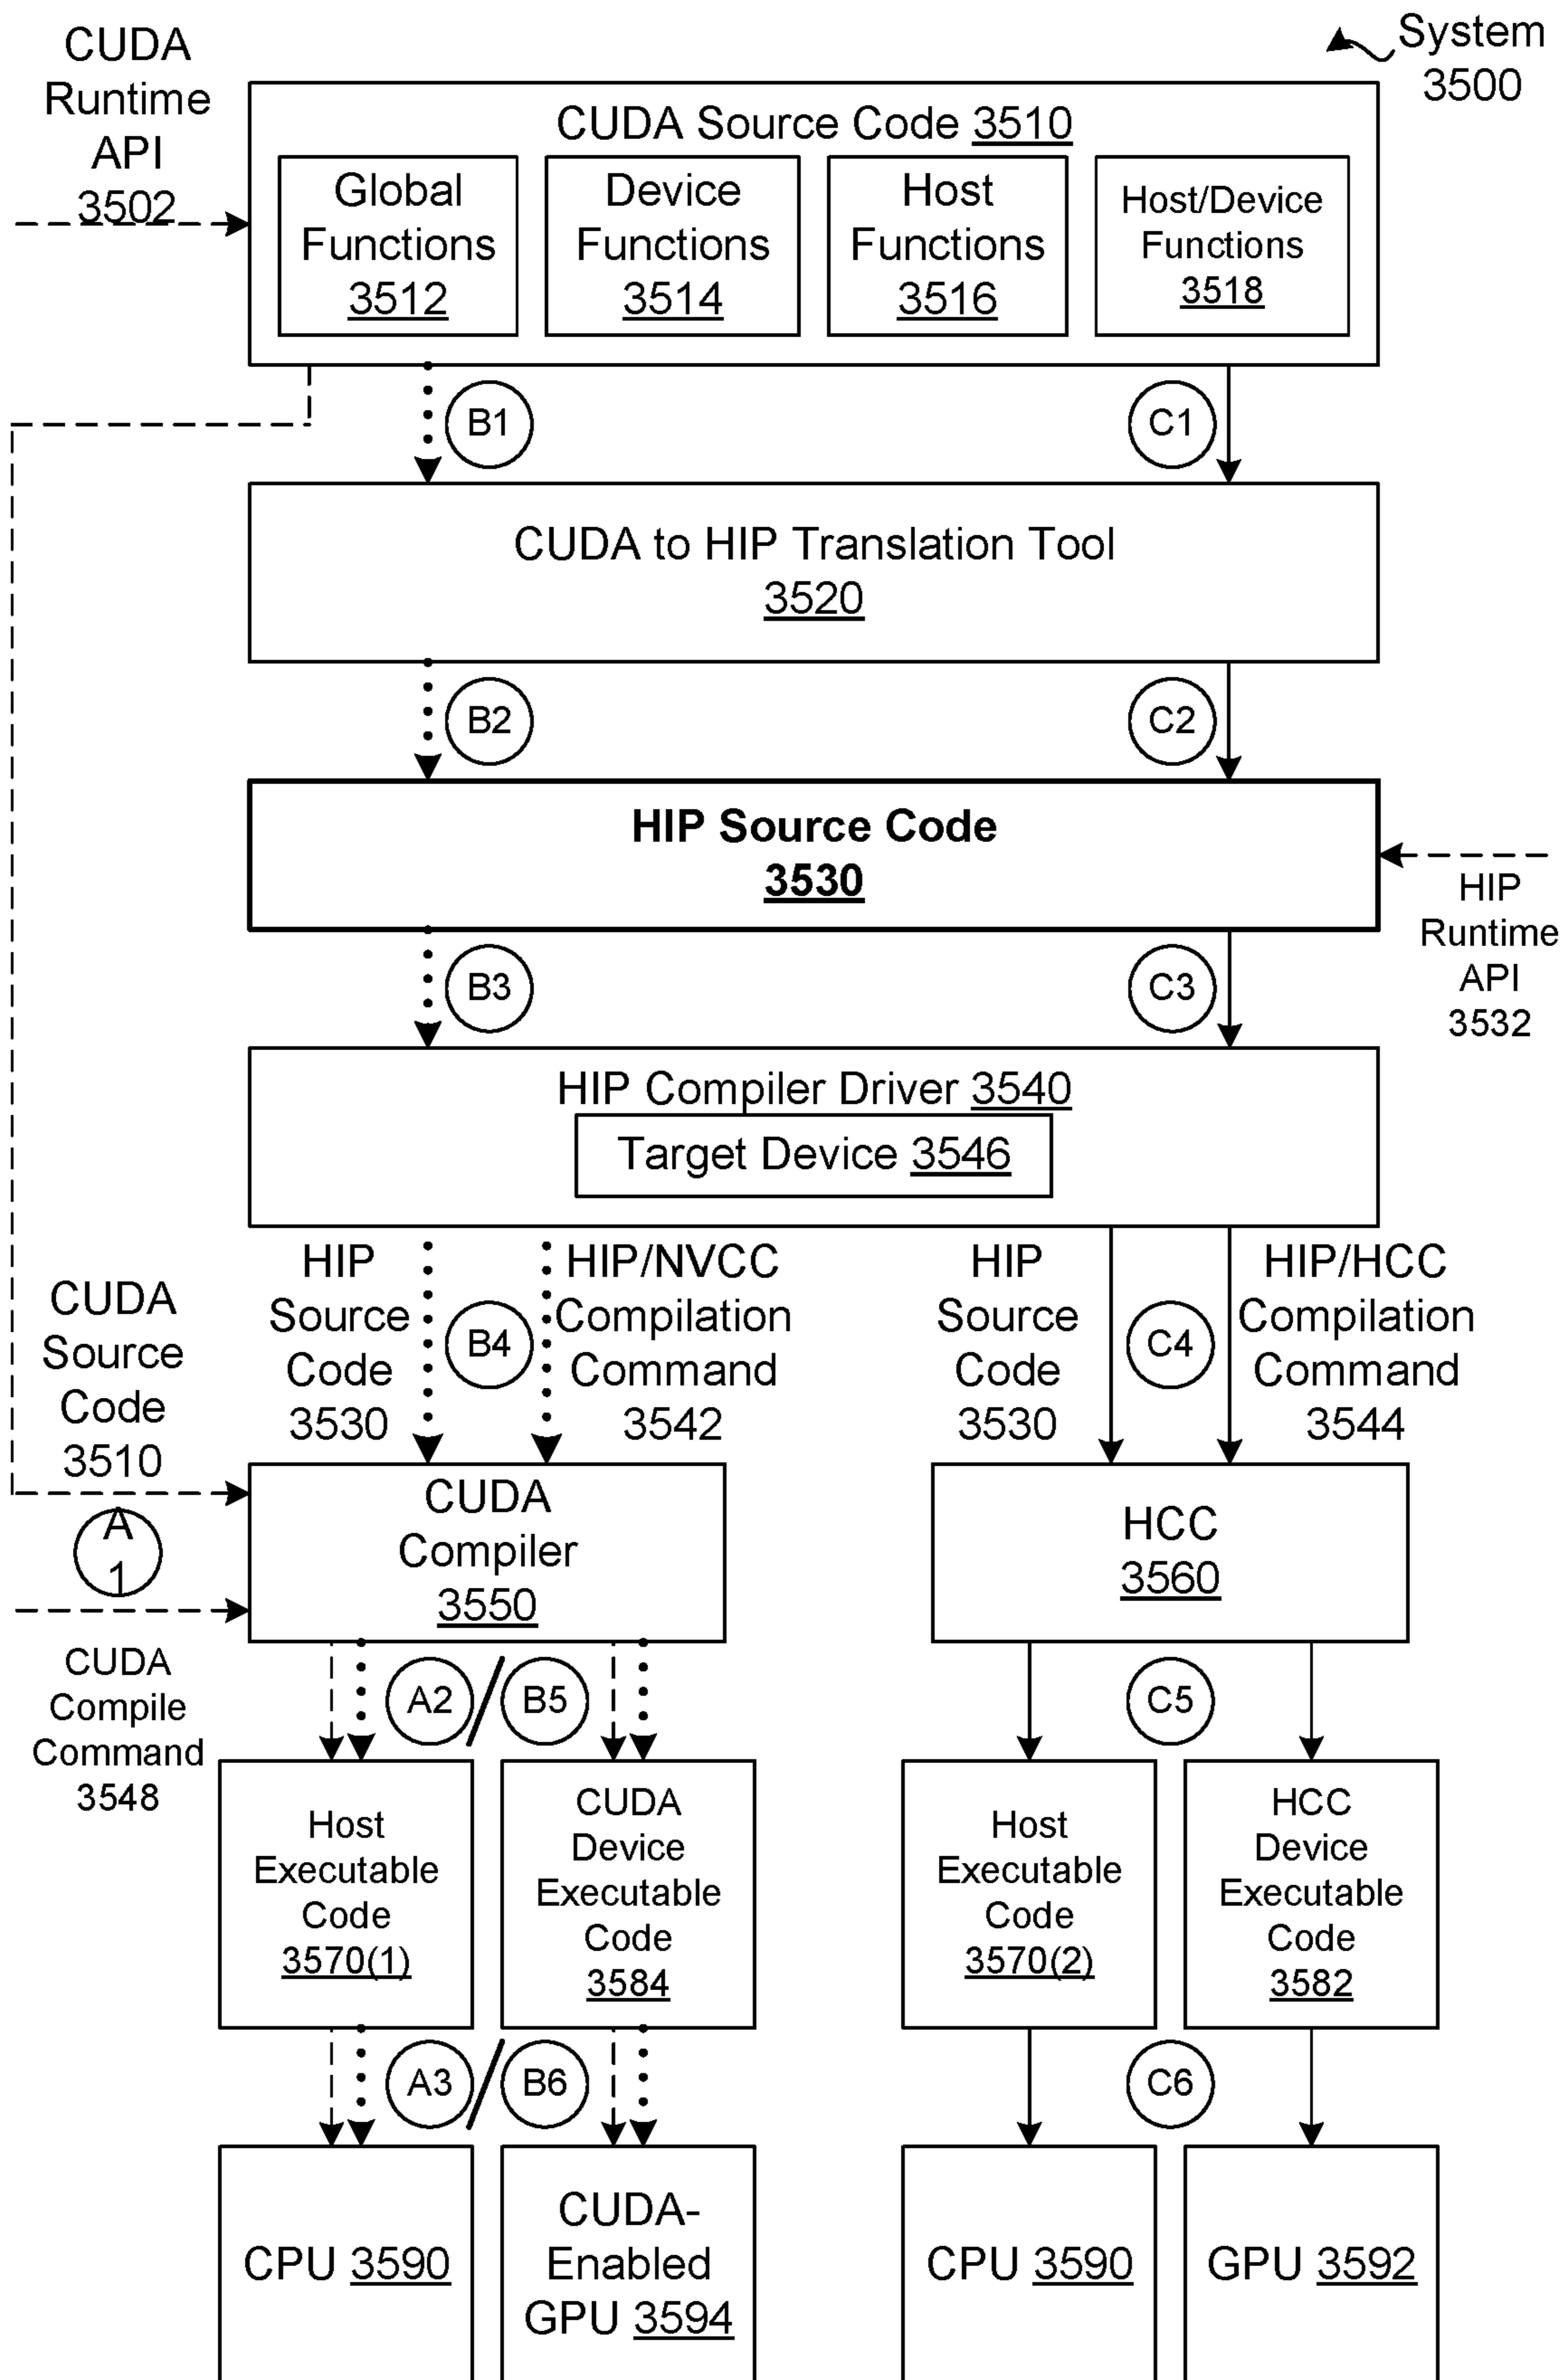 System
3500
CUDA
Runtime
API
3502
CUDA Source Code 3510
Global
Functions
3512
Device
Functions
3514
Host
Functions
3516
Host/Device
Functions
3518
B1
C1
CUDA to HIP Translation Tool
3520
B2
C2
HIP Source Code
3530
HIP
Runtime
API
3532
B3
C3
HIP Compiler Driver 3540
Target Device 3546
HIP
Source
Code
3530
B4
HIP/NVCC
Compilation
Command
3542
HIP
Source
Code
3530
C4
HIP/HCC
Compilation
Command
3544
CUDA
Source
Code
3510
A
1
CUDA
Compile
Command
3548
CUDA
Compiler
3550
HCC
3560
A2
B5
C5
Host
Executable
Code
3570(1)
CUDA
Device
Executable
Code
3584
Host
Executable
Code
3570(2)
HCC
Device
Executable
Code
3582
A3
B6
C6
CPU 3590
CUDA-
Enabled
GPU 3594
CPU 3590
GPU 3592